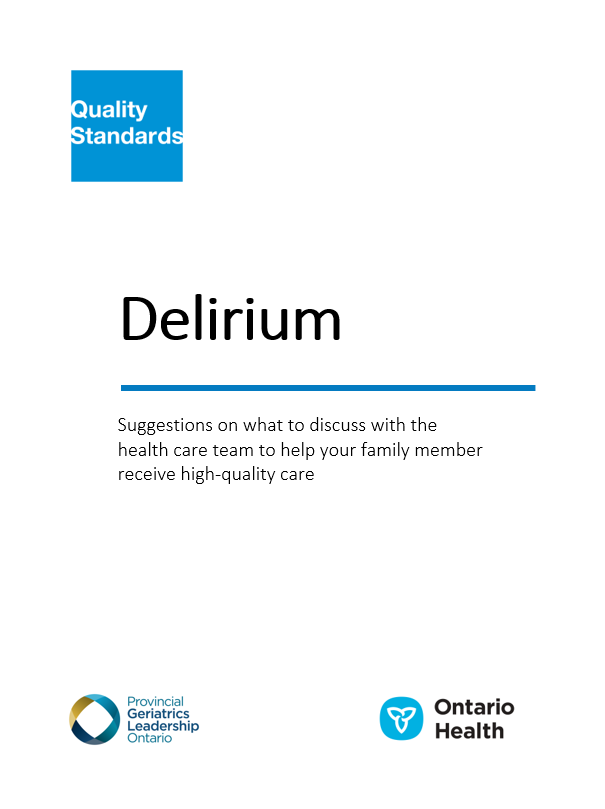 Quality
Standards
Delirium
Suggestions on what to discuss with the
health care team to help your family member
receive high-quality care
Provincial
Geriatrics
Leadership
Ontario
Ontario
Health